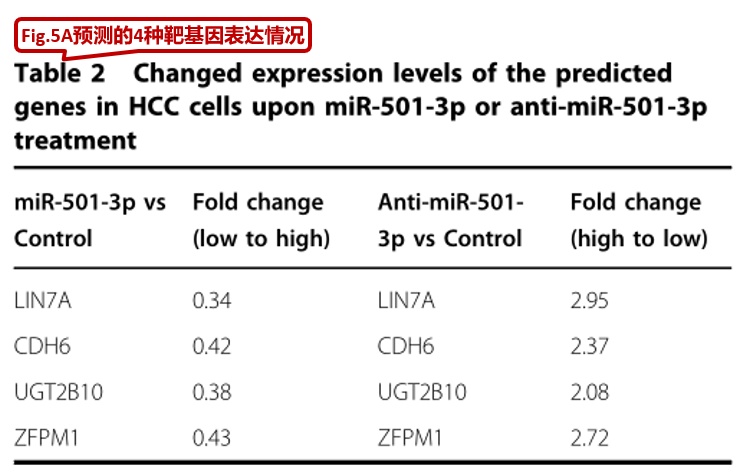 Fig.5A预测的4种靶基因表达情况
Table 2 Changed expression levels of the predicted
genes in HCC cells upon miR-501-3p or anti-miR-501-3p
treatment
miR-501-3p vs Control Fold change (low to high) Anti-miR-501-3p vs Control Fold change (high to low)
LIN7A 0.34 LIN7A 2.95
CDH6 0.42 CDH6 2.37
UGT2B10 0.38 UGT2B10 2.08
ZFPM1 0.43 ZFPM1 2.72